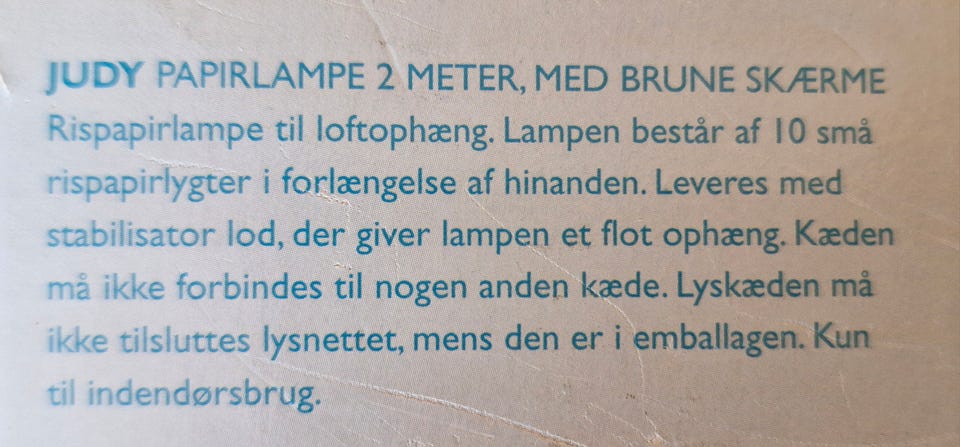 JUDY PAPIRLAMPE 2 METER, MED BRUNE SKÆRME
Rispapirlampe til loftophæng. Lampen består af 10 små
rispapirlygter i forlængelse af hinanden. Leveres med
stabilisator lod, der giver lampen et flot ophæng. Kæden
må ikke forbindes til nogen anden kæde. Lyskæden må
ikke tilsluttes lysnettet, mens den er i emballagen. Kun
til indendørsbrug.